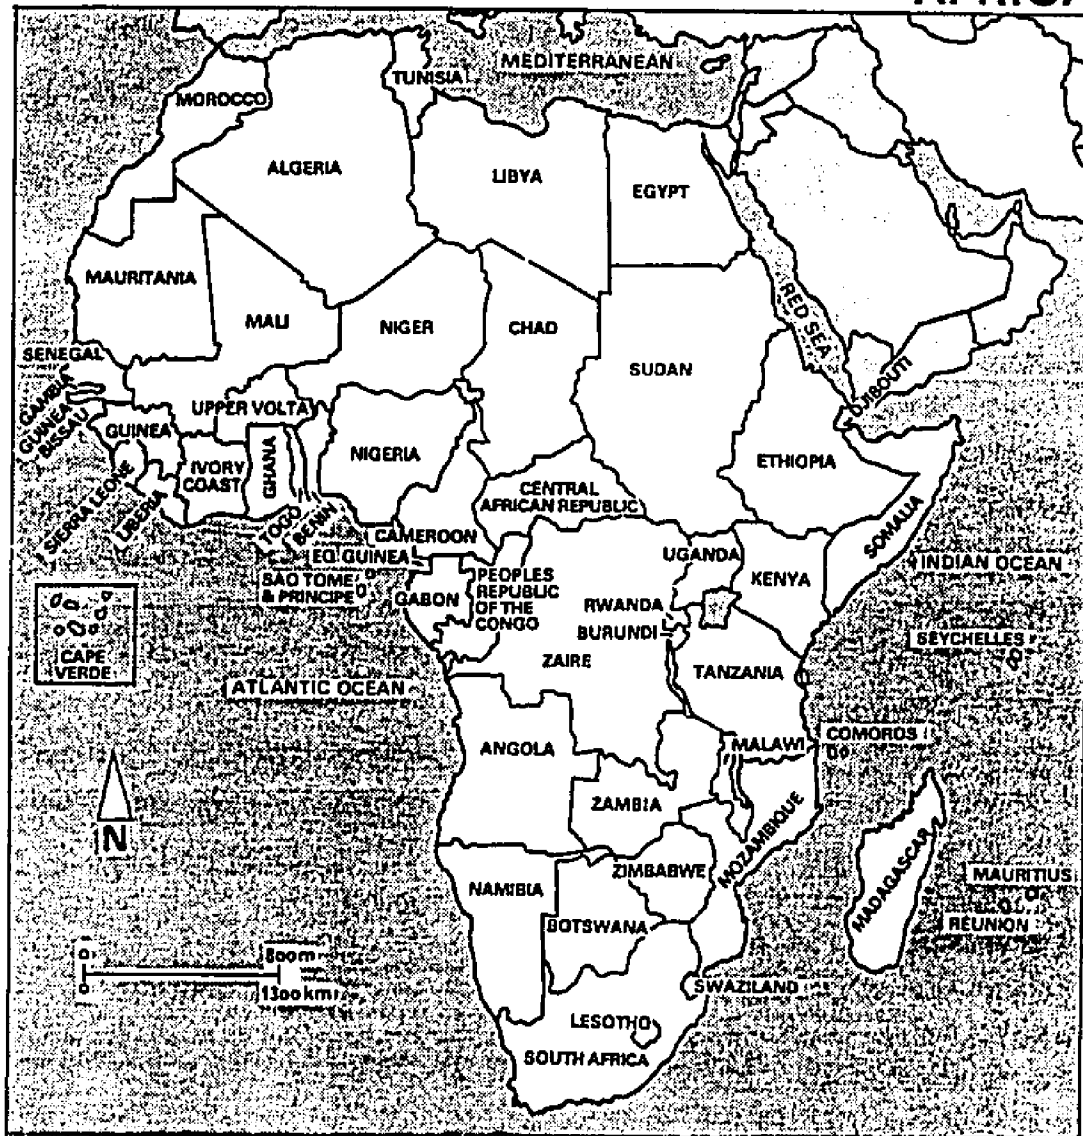 AFRICA
MEDITERRANEAN
TUNISIA
MOROCCO
ALGERIA
LIBYA
EGYPT
MAURITANIA
MALI
NIGER
CHAD
SUDAN
RED SEA
SENEGAL
GAMBIA
GUINEA
-BISSAU
GUINEA
UPPER VOLTA
DJIBOUTI
SIERRA LEONE
LIBERIA
IVORY
COAST
GHANA
TOGO
BENIN
NIGERIA
CENTRAL
AFRICAN REPUBLIC
ETHIOPIA
SOMALIA
CAMEROON
EQ. GUINEA
SAO TOME
& PRINCIPE
GABON
PEOPLES
REPUBLIC
OF THE
CONGO
UGANDA
KENYA
INDIAN OCEAN
RWANDA
BURUNDI
SEYCHELLES
CAPE
VERDE
ZAIRE
TANZANIA
ATLANTIC OCEAN
ANGOLA
MALAWI
COMOROS
ZAMBIA
MOZAMBIQUE
N
ZIMBABWE
MADAGASCAR
MAURITIUS
REUNION
NAMIBIA
BOTSWANA
0 800m
0 1300km
SWAZILAND
LESOTHO
SOUTH AFRICA